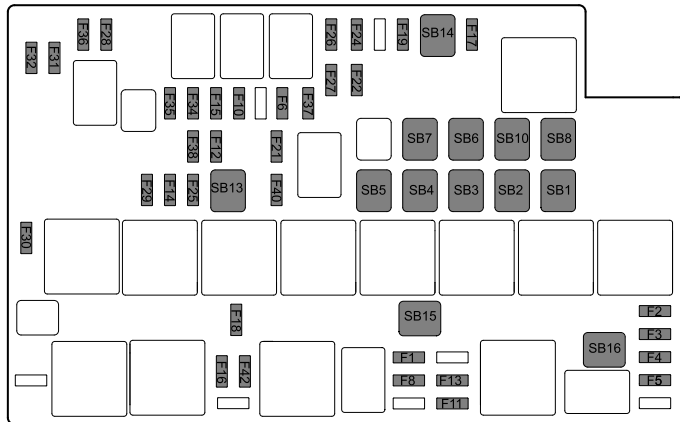 F36 F28 F26 F24 F19 SB14 F17
F32 F31
F27 F22
F35 F34 F15 F10 F6 F37
F38 F12 F21 SB7 SB6 SB10 SB8
F29 F14 F25 SB13 F40 SB5 SB4 SB3 SB2 SB1
F30
F18 SB15 F2
F3
SB16
F16 F42 F1 F4
F8 F13 F5
F11